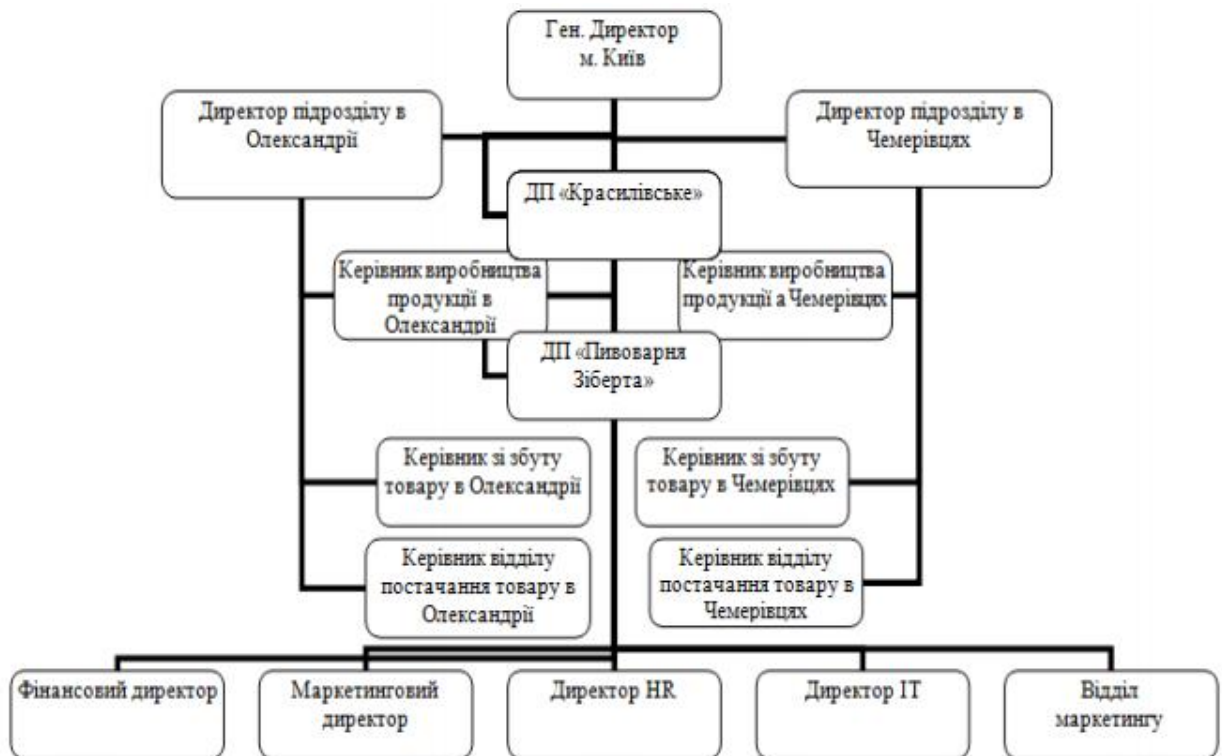 Ген. Директор
м. Київ
Директор підрозділу в
Олександрії
Директор підрозділу в
Чемерівцях
ДП «Красилівське»
Керівник виробництва
продукції в
Олександрії
Керівник виробництва
продукції а Чемерівцях
ДП «Пивоварня
Зіберта»
Керівник зі збуту
товару в Олександрії
Керівник зі збуту
товару в Чемерівцях
Керівник відділу
постачання товару в
Олександрії
Керівник відділу
постачання товару в
Чемерівцях
Фінансовий директор
Маркетинговий
директор
Директор HR
Директор ІТ
Відділ
маркетингу